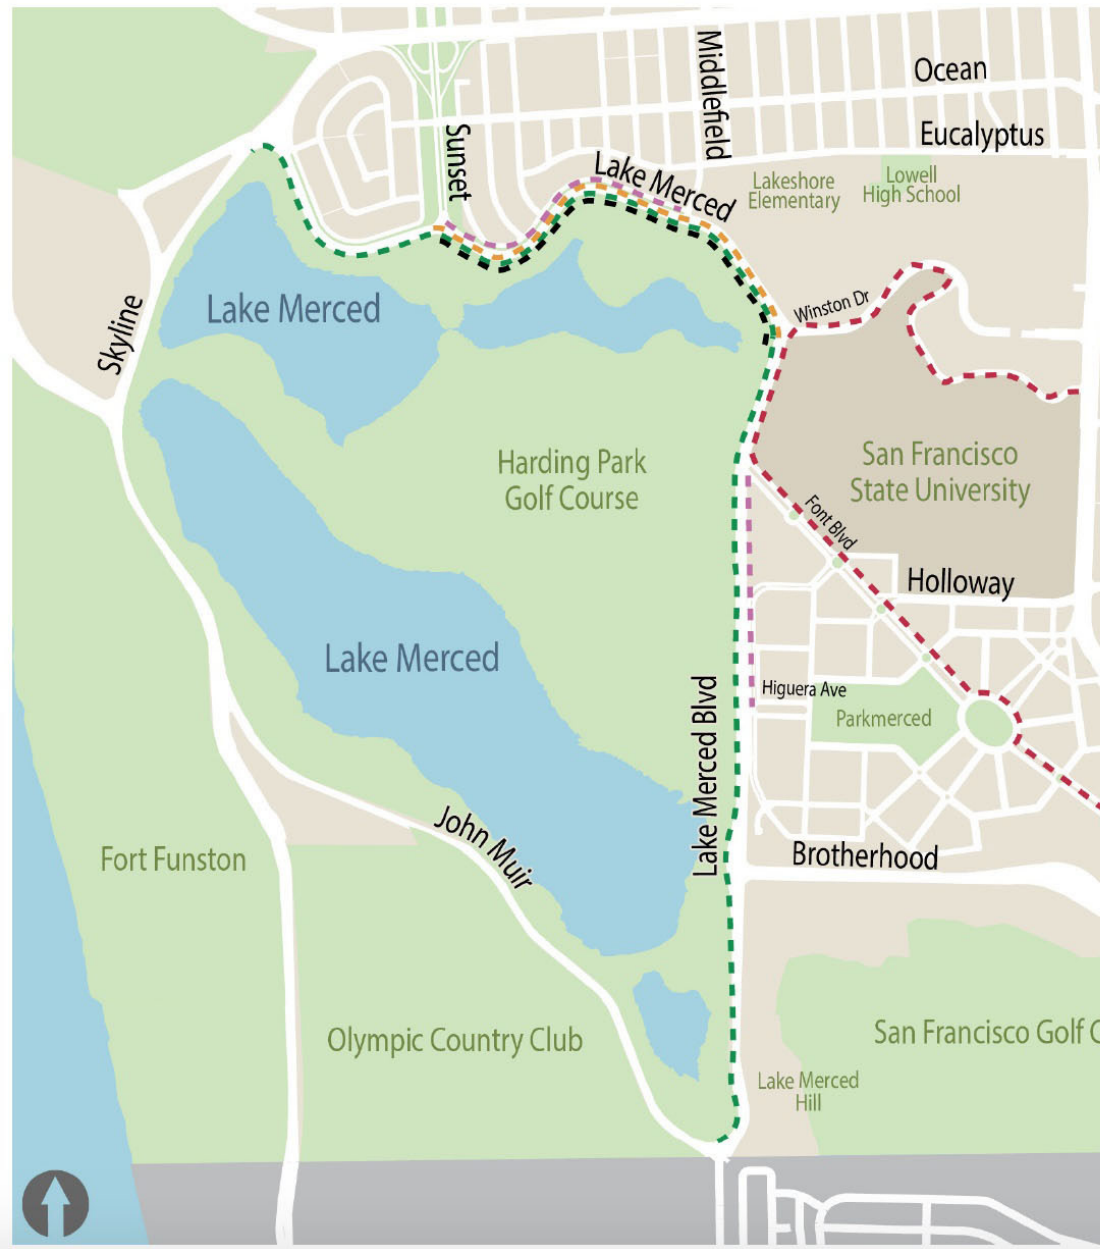 Ocean
Middlefield
Eucalyptus
Sunset
Lake Merced
Lakeshore
Elementary
Lowell
High School
Lake Merced
Winston Dr
Skyline
Harding Park
Golf Course
San Francisco
State University
Font Blvd
Holloway
Lake Merced
Higuera Ave
Parkmerced
Lake Merced Blvd
John Muir
Brotherhood
Fort Funston
Olympic Country Club
San Francisco Golf C
Lake Merced
Hill